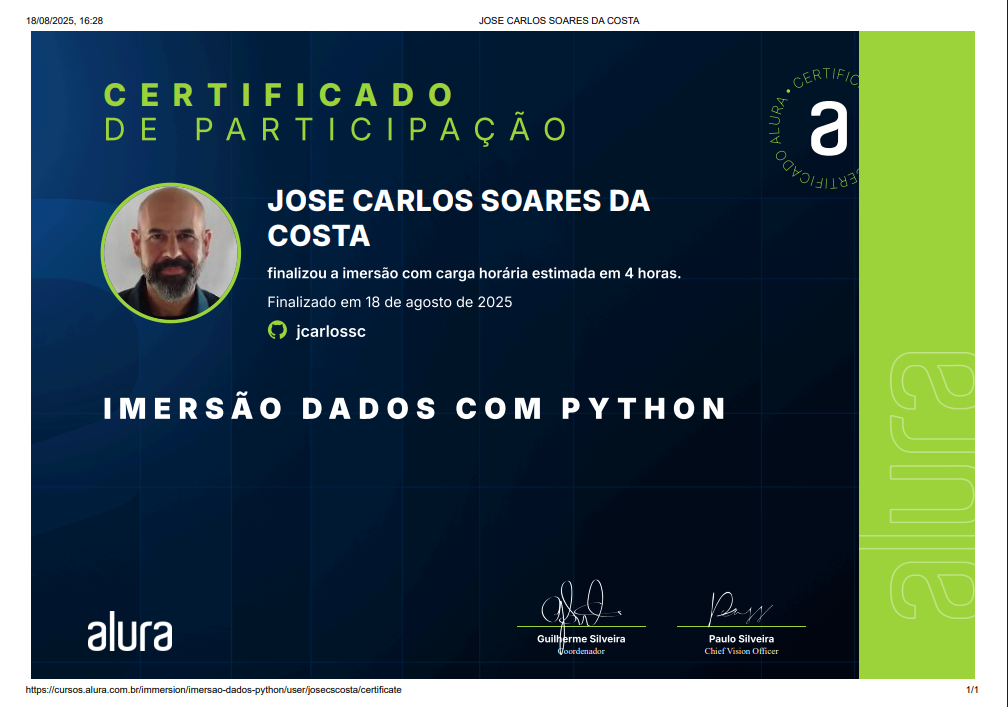 18/08/2025, 16:28
JOSE CARLOS SOARES DA COSTA
CERTIFICADO
DE PARTICIPAÇÃO
CERTIFICADO ALURA • CERTIFIC
a
JOSE CARLOS SOARES DA
COSTA
finalizou a imersão com carga horária estimada em 4 horas.
Finalizado em 18 de agosto de 2025
jcarlossc
IMERSÃO DADOS COM PYTHON
alura
alura
Guilherme Silveira
Coordenador
Paulo Silveira
Chief Vision Officer
https://cursos.alura.com.br/immersion/imersao-dados-python/user/josecscosta/certificate
1/1